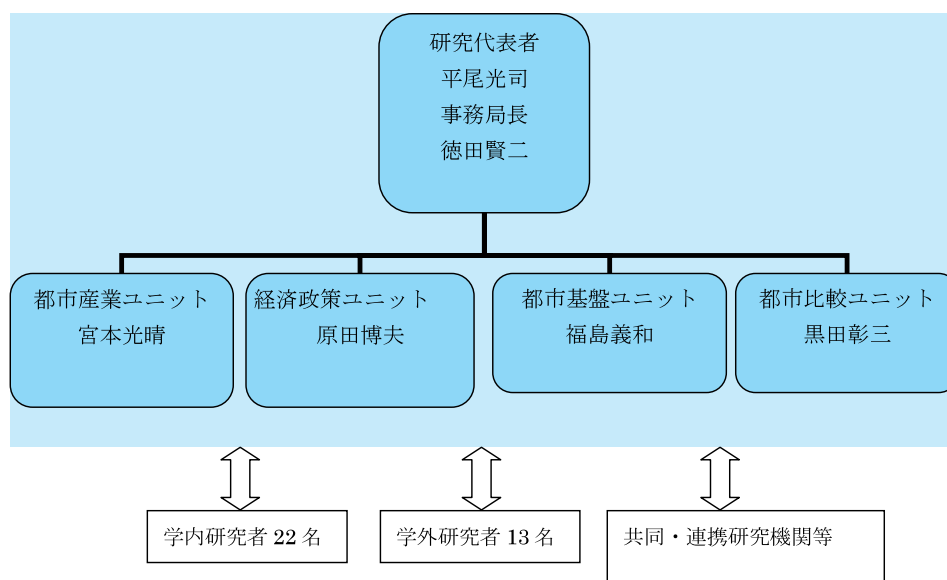 研究代表者
平尾光司
事務局長
徳田賢二
都市産業ユニット
宮本光晴
経済政策ユニット
原田博夫
都市基盤ユニット
福島義和
都市比較ユニット
黒田彰三
学内研究者 22 名
学外研究者 13 名
共同・連携研究機関等